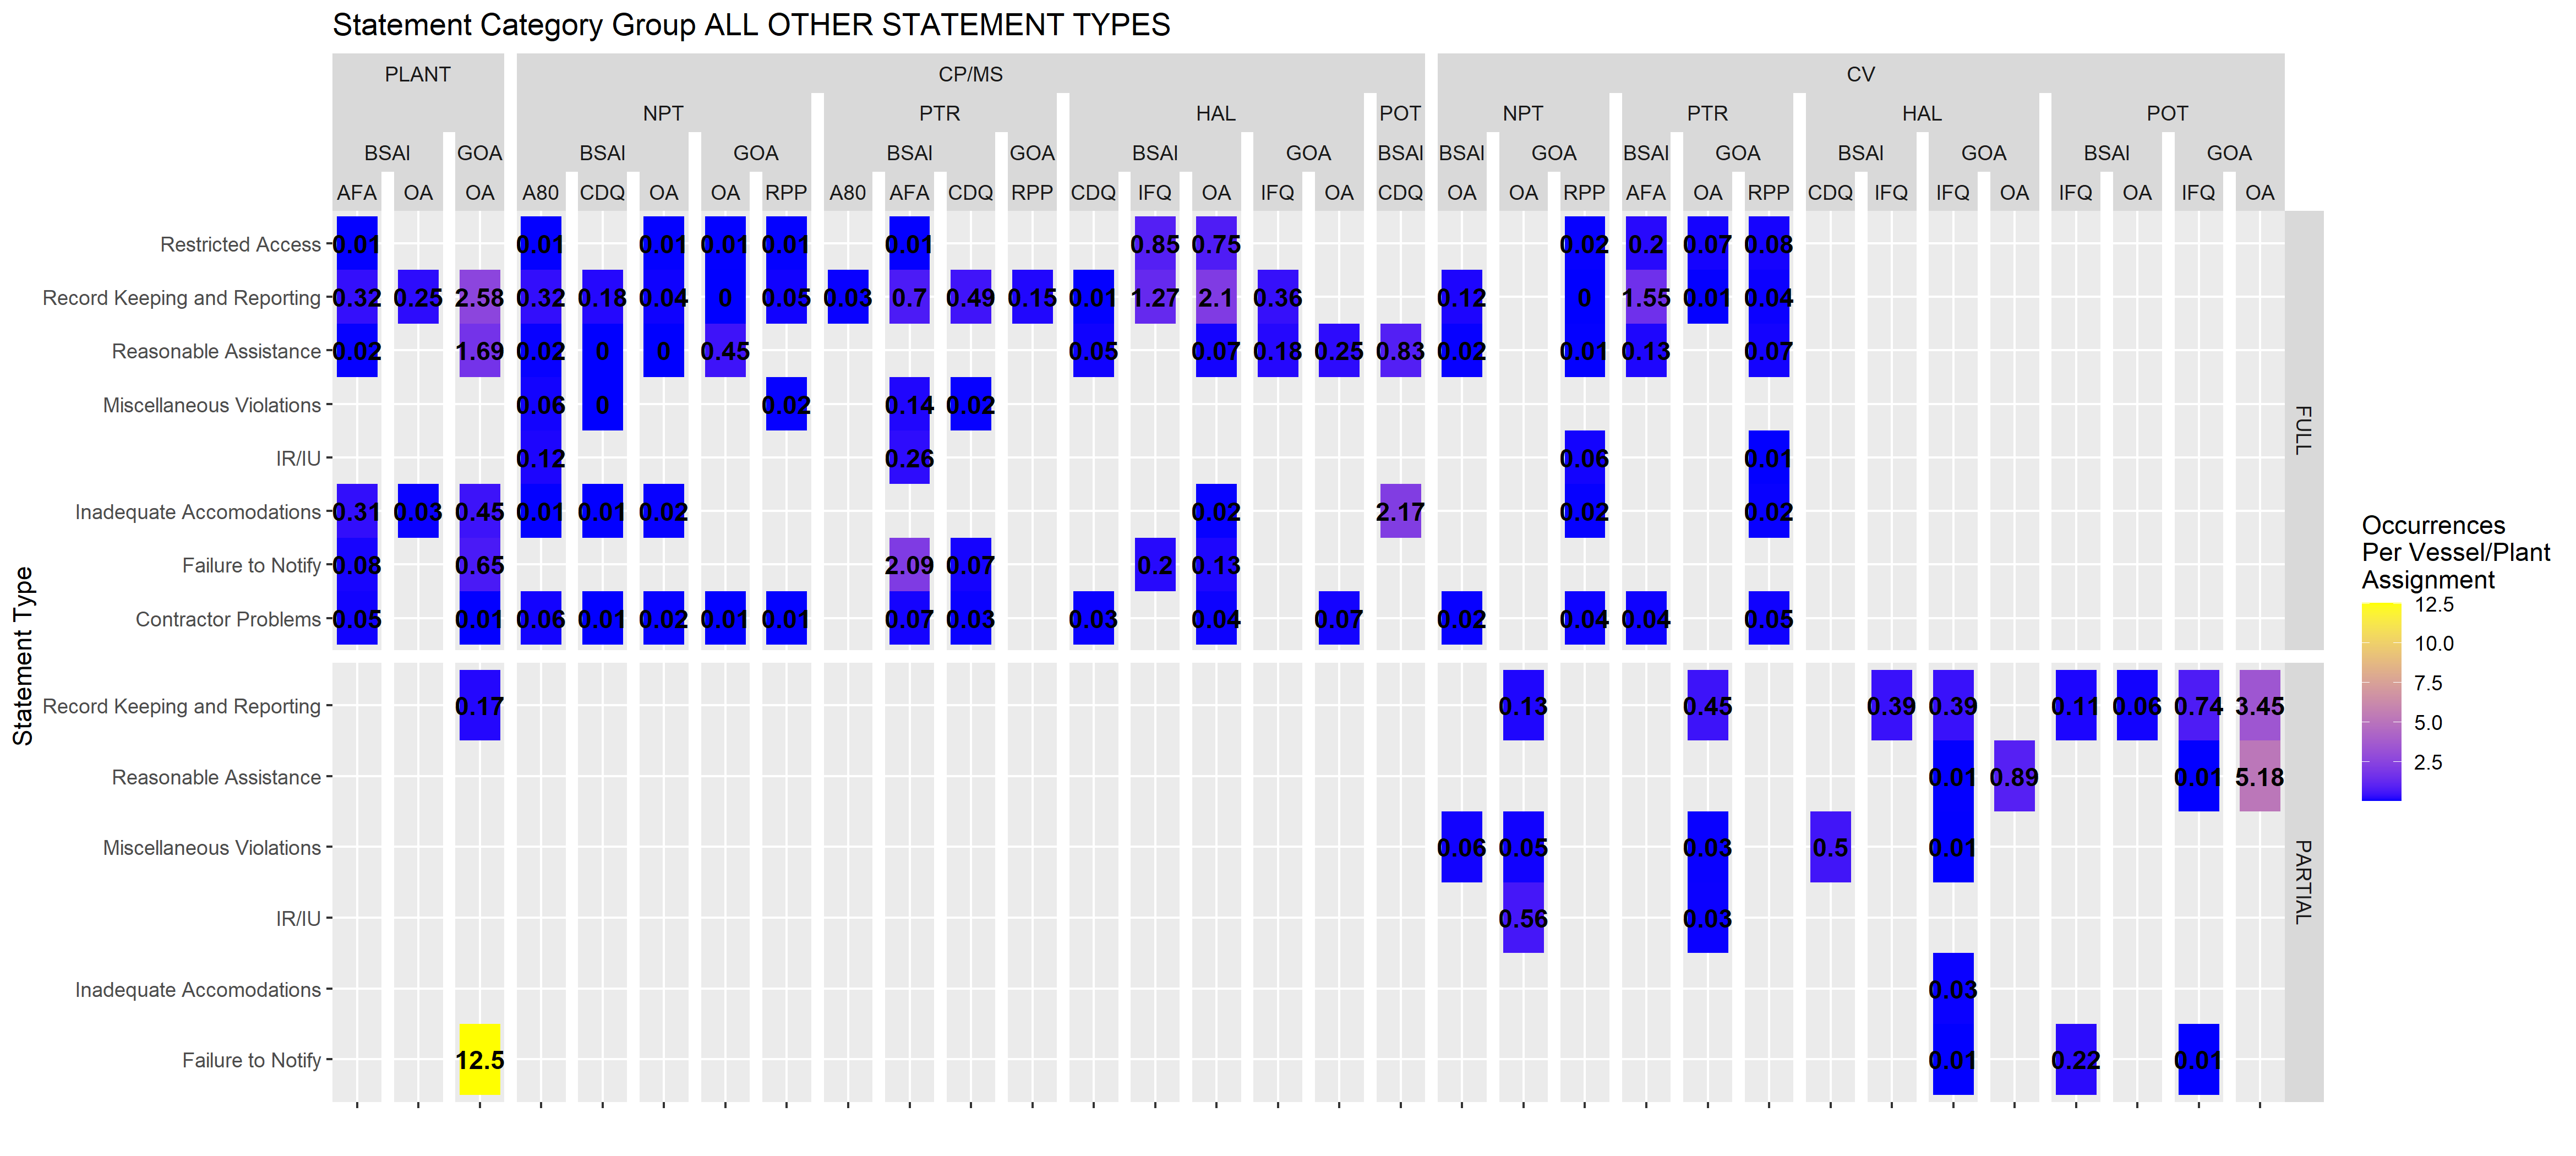 Statement Category Group ALL OTHER STATEMENT TYPES
PLANT CP/MS CV
NPT PTR HAL POT NPT PTR HAL POT
BSAI GOA BSAI GOA BSAI GOA BSAI GOA BSAI BSAI GOA BSAI GOA BSAI GOA BSAI GOA
AFA OA OA A80 CDQ OA OA RPP A80 AFA CDQ RPP CDQ IFQ OA IFQ OA CDQ OA OA RPP AFA OA RPP CDQ IFQ IFQ OA IFQ OA IFQ OA
Restricted Access 0.01 0.01 0.01 0.01 0.01 0.01 0.85 0.75 0.02 0.2 0.07 0.08
Record Keeping and Reporting 0.32 0.25 2.58 0.32 0.18 0.04 0 0.05 0.03 0.7 0.49 0.15 0.01 1.27 2.1 0.36 0.12 0 1.55 0.01 0.04
Reasonable Assistance 0.02 1.69 0.02 0 0 0.45 0.05 0.07 0.18 0.25 0.83 0.02 0.01 0.13 0.07
Miscellaneous Violations 0.06 0 0.02 0.14 0.02
IR/IU 0.12 0.26 0.06 0.01
Inadequate Accomodations 0.31 0.03 0.45 0.01 0.01 0.02 0.02 2.17 0.02 0.02
Failure to Notify 0.08 0.65 2.09 0.07 0.2 0.13
Contractor Problems 0.05 0.01 0.06 0.01 0.02 0.01 0.01 0.07 0.03 0.03 0.04 0.07 0.02 0.04 0.04 0.05
FULL
Record Keeping and Reporting 0.17 0.13 0.45 0.39 0.39 0.11 0.06 0.74 3.45
Reasonable Assistance 0.01 0.89 0.01 5.18
Miscellaneous Violations 0.06 0.05 0.03 0.5 0.01
IR/IU 0.56 0.03
Inadequate Accomodations 0.03
Failure to Notify 12.5 0.01 0.22 0.01
PARTIAL
Statement Type
Occurrences
Per Vessel/Plant
Assignment
12.5
10.0
7.5
5.0
2.5